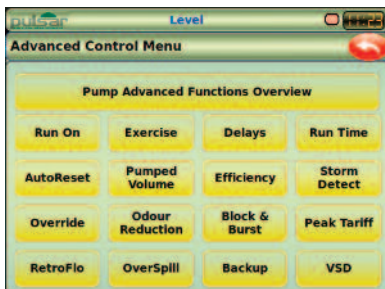 pulsar Level
Advanced Control Menu
Pump Advanced Functions Overview
Run On Exercise Delays Run Time
AutoReset Pumped Volume Efficiency Storm Detect
Override Odour Reduction Block & Burst Peak Tariff
RetroFlo OverSpill Backup VSD